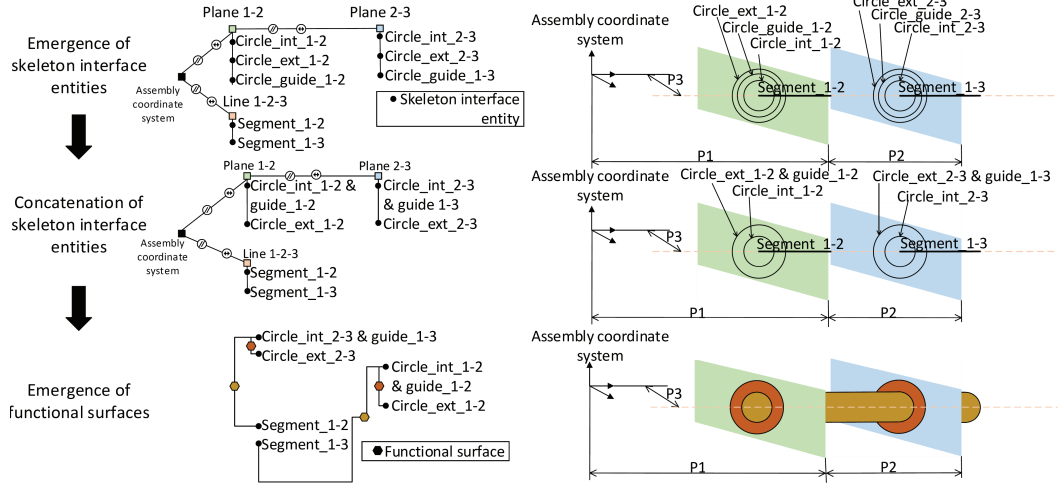 Emergence of
skeleton interface
entities
Plane 1-2
Plane 2-3
Circle_int_1-2
Circle_ext_1-2
Circle_guide_1-2
Circle_int_2-3
Circle_ext_2-3
Circle_guide_1-3
Assembly
coordinate
system
Line 1-2-3
Segment_1-2
Segment_1-3
Skeleton interface
entity
Circle_ext_1-2
Circle_guide_1-2
Circle_int_1-2
Circle_ext_2-3
Circle_guide_2-3
Circle_int_2-3
Assembly coordinate
system
P3
Segment_1-2
Segment_1-3
P1
P2
Concatenation of
skeleton interface
entities
Plane 1-2
Plane 2-3
Circle_int_1-2 &
guide_1-2
Circle_ext_1-2
Circle_int_2-3
& guide 1-3
Circle_ext_2-3
Assembly
coordinate
system
Line 1-2-3
Segment_1-2
Segment_1-3
Assembly coordinate
system
Circle_ext_1-2 & guide_1-2
Circle_int_1-2
Circle_ext_2-3 & guide_1-3
Circle_int_2-3
P3
Segment_1-2
Segment_1-3
P1
P2
Emergence of
functional surfaces
Circle_int_2-3 & guide_1-3
Circle_ext_2-3
Circle_int_1-2
& guide_1-2
Circle_ext_1-2
Segment_1-2
Segment_1-3
Functional surface
Assembly coordinate
system
P3
P1
P2